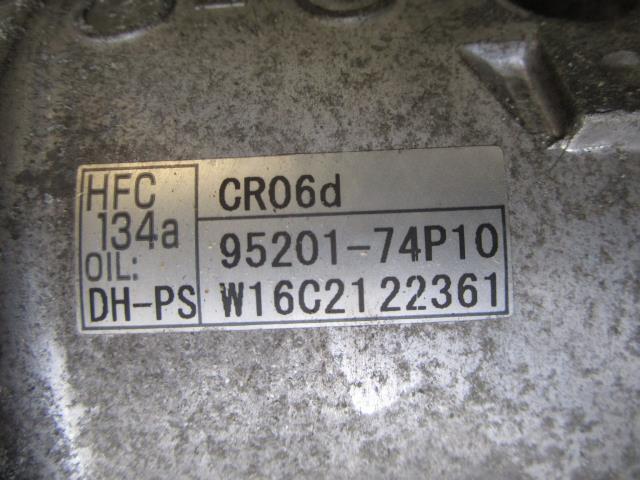 HFC
134a
OIL:
DH-PS
CR06d
95201-74P10
W16C2122361